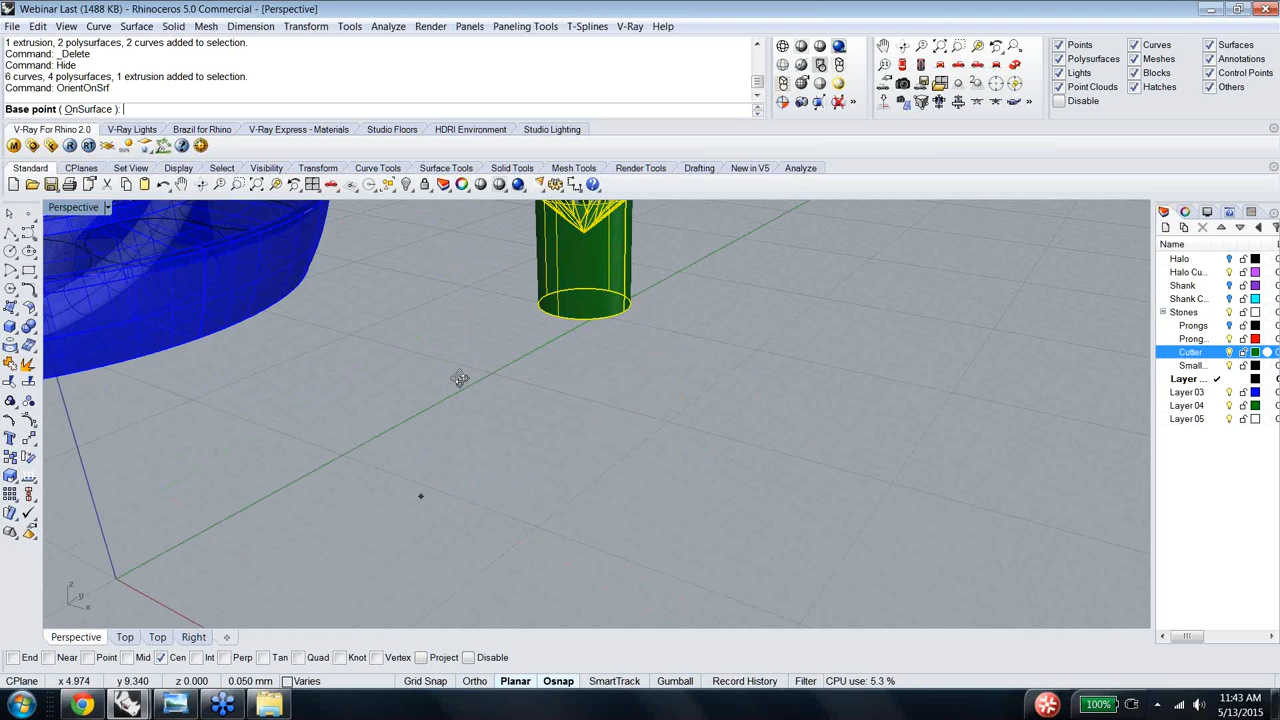 Webinar Last (1488 KB) - Rhinoceros 5.0 Commercial - [Perspective]
File Edit View Curve Surface Solid Mesh Dimension Transform Tools Analyze Render Panels Paneling Tools T-Splines V-Ray Help
1 extrusion, 2 polysurfaces, 2 curves added to selection.
Command: _Delete
Command: Hide
6 curves, 4 polysurfaces, 1 extrusion added to selection.
Command: OrientOnSrf
Base point ( OnSurface ):
Points Curves Surfaces
Polysurfaces Meshes Annotations
Lights Blocks Control Points
Point Clouds Hatches Others
Disable
V-Ray For Rhino 2.0 V-Ray Lights Brazil for Rhino V-Ray Express - Materials Studio Floors HDRI Environment Studio Lighting
Standard CPlanes Set View Display Select Visibility Transform Curve Tools Surface Tools Solid Tools Mesh Tools Render Tools Drafting New in V5 Analyze
Perspective
Name
Halo
Halo Cu...
Shank
Shank C...
Stones
Prongs
Prong...
Cutter
Small...
Layer ...
Layer 03
Layer 04
Layer 05
z
y
x
Perspective Top Top Right
End Near Point Mid Cen Int Perp Tan Quad Knot Vertex Project Disable
CPlane x 4.974 y 9.340 z 0.000 0.050 mm Varies Grid Snap Ortho Planar Osnap SmartTrack Gumball Record History Filter CPU use: 5.3 %
100%
11:43 AM
5/13/2015